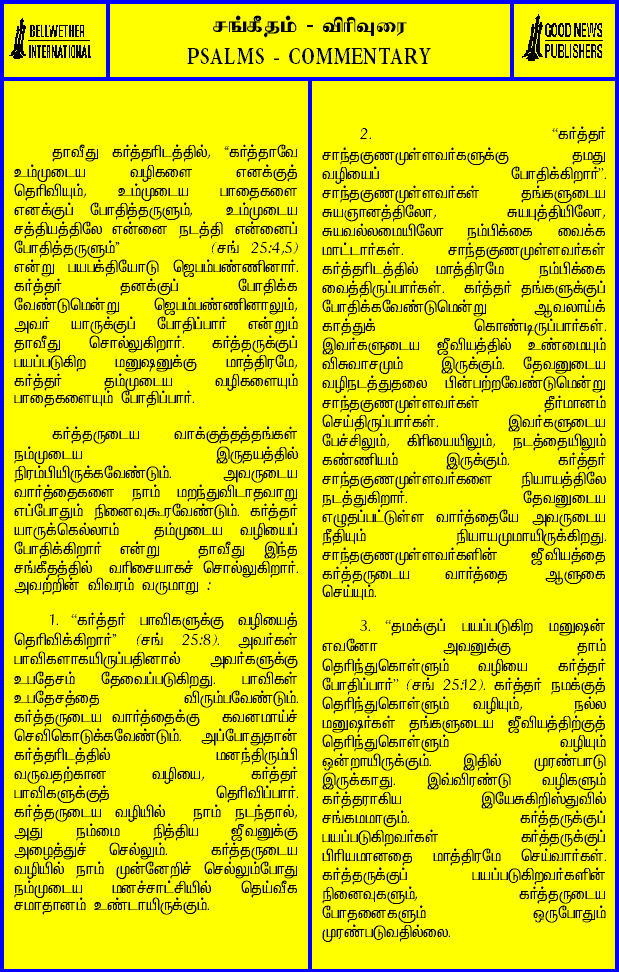 BELLWETHER
INTERNATIONAL
சங்கீதம் - விரிவுரை
PSALMS - COMMENTARY
GOOD NEWS
PUBLISHERS
தாவீது கர்த்தரிடத்தில், “கர்த்தாவே
உம்முடைய வழிகளை எனக்குத்
தெரிவியும், உம்முடைய பாதைகளை
எனக்குப் போதித்தருளும், உம்முடைய
சத்தியத்திலே என்னை நடத்தி என்னைப்
போதித்தருளும்” (சங் 25:4,5)
என்று பயபக்தியோடு ஜெபம்பண்ணினார்.
கர்த்தர் தனக்குப் போதிக்க
வேண்டுமென்று ஜெபம்பண்ணினாலும்,
அவர் யாருக்குப் போதிப்பார் என்றும்
தாவீது சொல்லுகிறார். கர்த்தருக்குப்
பயப்படுகிற மனுஷனுக்கு மாத்திரமே,
கர்த்தர் தம்முடைய வழிகளையும்
பாதைகளையும் போதிப்பார்.
கர்த்தருடைய வாக்குத்தத்தங்கள்
நம்முடைய இருதயத்தில்
நிரம்பியிருக்கவேண்டும். அவருடைய
வார்த்தைகளை நாம் மறந்துவிடாதவாறு
எப்போதும் நினைவுகூரவேண்டும். கர்த்தர்
யாருக்கெல்லாம் தம்முடைய வழியைப்
போதிக்கிறார் என்று தாவீது இந்த
சங்கீதத்தில் வரிசையாகச் சொல்லுகிறார்.
அவற்றின் விவரம் வருமாறு :
1. “கர்த்தர் பாவிகளுக்கு வழியைத்
தெரிவிக்கிறார்” (சங் 25:8). அவர்கள்
பாவிகளாகயிருப்பதினால் அவர்களுக்கு
உபதேசம் தேவைப்படுகிறது. பாவிகள்
உபதேசத்தை விரும்பவேண்டும்.
கர்த்தருடைய வார்த்தைக்கு கவனமாய்ச்
செவிகொடுக்கவேண்டும். அப்போதுதான்
கர்த்தரிடத்தில் மனந்திரும்பி
வருவதற்கான வழியை, கர்த்தர்
பாவிகளுக்குத் தெரிவிப்பார்.
கர்த்தருடைய வழியில் நாம் நடந்தால்,
அது நம்மை நித்திய ஜீவனுக்கு
அழைத்துச் செல்லும். கர்த்தருடைய
வழியில் நாம் முன்னேறிச் செல்லும்போது
நம்முடைய மனச்சாட்சியில் தெய்வீக
சமாதானம் உண்டாயிருக்கும்.
2. “கர்த்தர்
சாந்தகுணமுள்ளவர்களுக்கு தமது
வழியைப் போதிக்கிறார்”.
சாந்தகுணமுள்ளவர்கள் தங்களுடைய
சுயஞானத்திலோ, சுயபுத்தியிலோ,
சுயவல்லமையிலோ நம்பிக்கை வைக்க
மாட்டார்கள். சாந்தகுணமுள்ளவர்கள்
கர்த்தரிடத்தில் மாத்திரமே நம்பிக்கை
வைத்திருப்பார்கள். கர்த்தர் தங்களுக்குப்
போதிக்கவேண்டுமென்று ஆவலாய்க்
காத்துக் கொண்டிருப்பார்கள்.
இவர்களுடைய ஜீவியத்தில் உண்மையும்
விசுவாசமும் இருக்கும். தேவனுடைய
வழிநடத்துதலை பின்பற்றவேண்டுமென்று
சாந்தகுணமுள்ளவர்கள் தீர்மானம்
செய்திருப்பார்கள். இவர்களுடைய
பேச்சிலும், கிரியையிலும், நடத்தையிலும்
கண்ணியம் இருக்கும். கர்த்தர்
சாந்தகுணமுள்ளவர்களை நியாயத்திலே
நடத்துகிறார். தேவனுடைய
எழுதப்பட்டுள்ள வார்த்தையே அவருடைய
நீதியும் நியாயமுமாயிருக்கிறது.
சாந்தகுணமுள்ளவர்களின் ஜீவியத்தை
கர்த்தருடைய வார்த்தை ஆளுகை
செய்யும்.
3. “தமக்குப் பயப்படுகிற மனுஷன்
எவனோ அவனுக்கு தாம்
தெரிந்துகொள்ளும் வழியை கர்த்தர்
போதிப்பார்” (சங் 25:12). கர்த்தர் நமக்குத்
தெரிந்துகொள்ளும் வழியும், நல்ல
மனுஷர்கள் தங்களுடைய ஜீவியத்திற்குத்
தெரிந்துகொள்ளும் வழியும்
ஒன்றாயிருக்கும். இதில் முரண்பாடு
இருக்காது. இவ்விரண்டு வழிகளும்
கர்த்தராகிய இயேசுகிறிஸ்துவில்
சங்கமமாகும். கர்த்தருக்குப்
பயப்படுகிறவர்கள் கர்த்தருக்குப்
பிரியமானதை மாத்திரமே செய்வார்கள்.
கர்த்தருக்குப் பயப்படுகிறவர்களின்
நினைவுகளும், கர்த்தருடைய
போதனைகளும் ஒருபோதும்
முரண்படுவதில்லை.